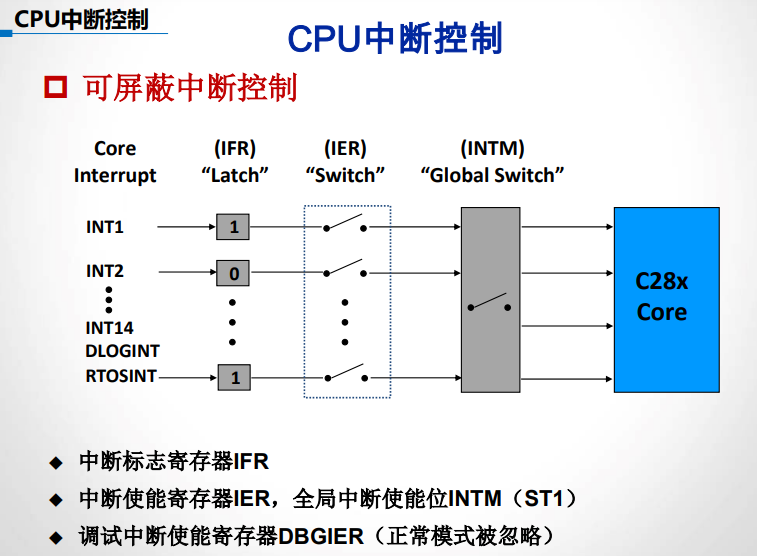 CPU中断控制
CPU中断控制
可屏蔽中断控制
Core (IFR) (IER) (INTM)
Interrupt “Latch” “Switch” “Global Switch”
INT1 1
INT2 0
INT14
DLOGINT
RTOSINT 1
C28x
Core
中断标志寄存器IFR
中断使能寄存器IER，全局中断使能位INTM（ST1）
调试中断使能寄存器DBGIER（正常模式被忽略）